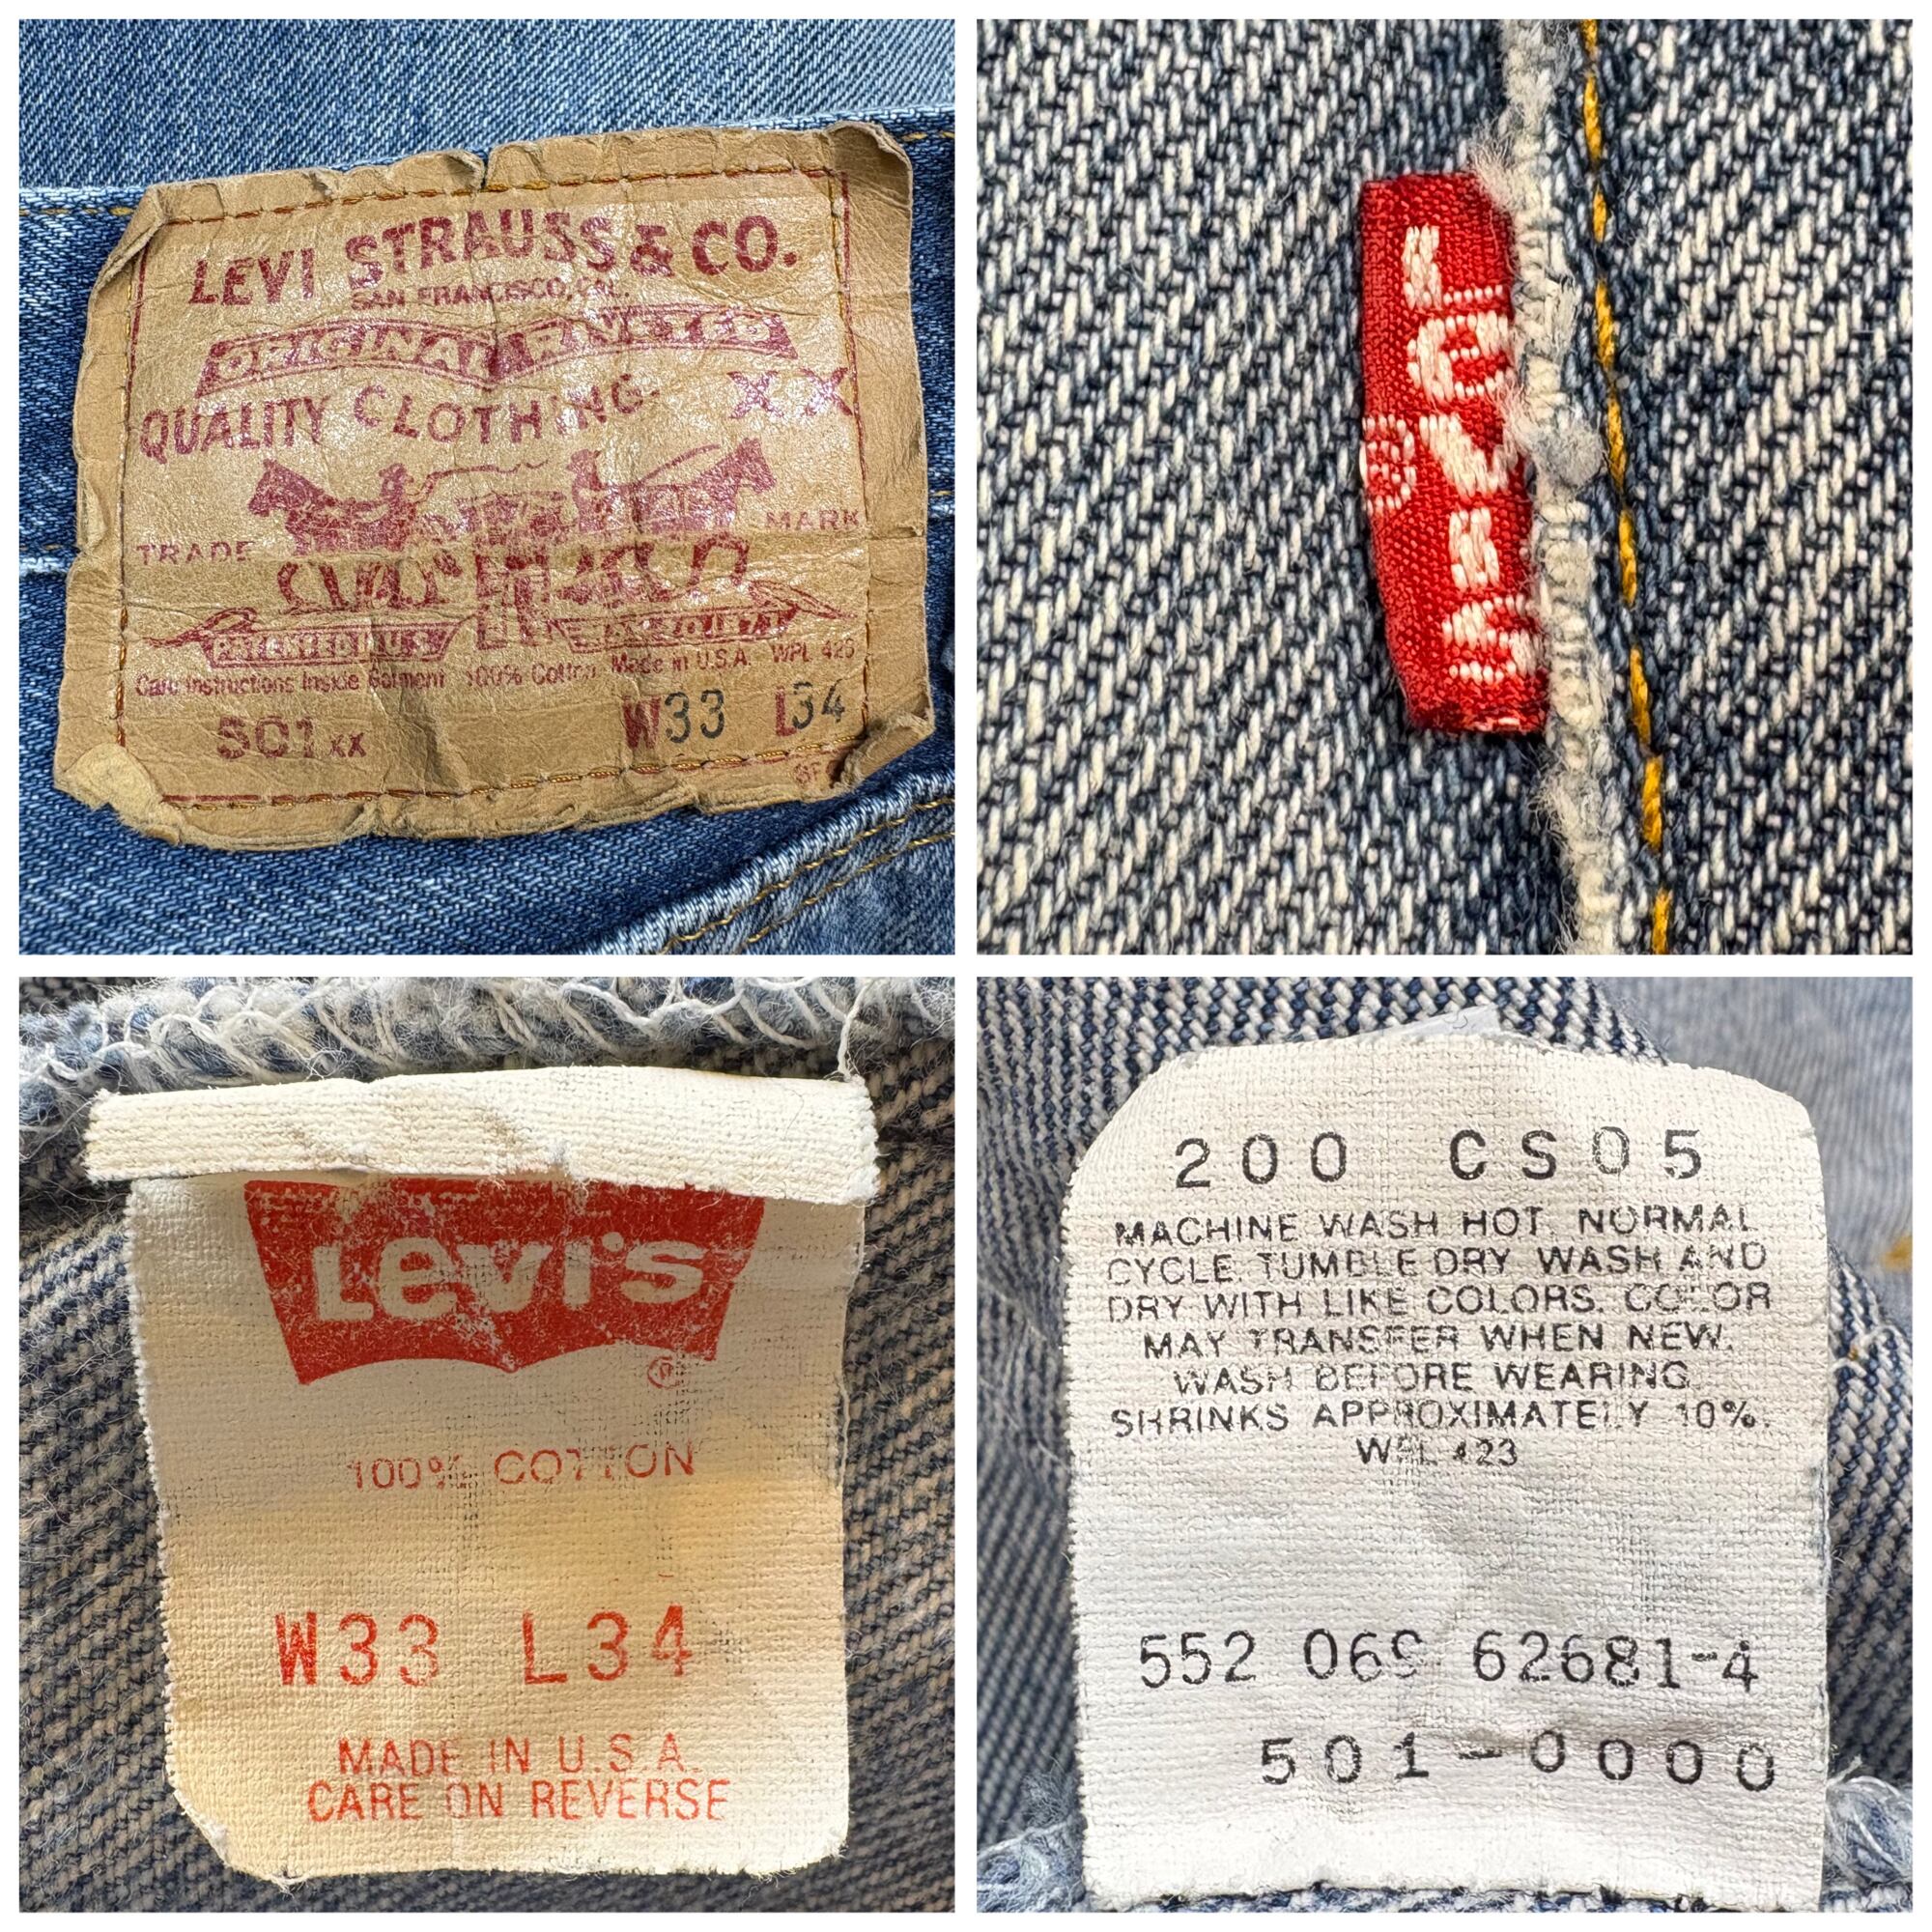 LEVI STRAUSS & CO.
SAN FRANCISCO, CAL.
ORIGINAL RIVETED
QUALITY CLOTHING XX
TRADE MARK
PATENTED U.S.
Care Instructions Inside Garment 100% Cotton Made in U.S.A. WPL 423
501 XX W33 L34
LEVI'S
®
Levi's
®
100% COTTON
W33 L34
MADE IN U.S.A.
CARE ON REVERSE
200 CS05
MACHINE WASH HOT. NORMAL
CYCLE. TUMBLE DRY WASH AND
DRY WITH LIKE COLORS. COLOR
MAY TRANSFER WHEN NEW.
WASH BEFORE WEARING.
SHRINKS APPROXIMATELY 10%.
WPL 423
552 62681-4
501-0000